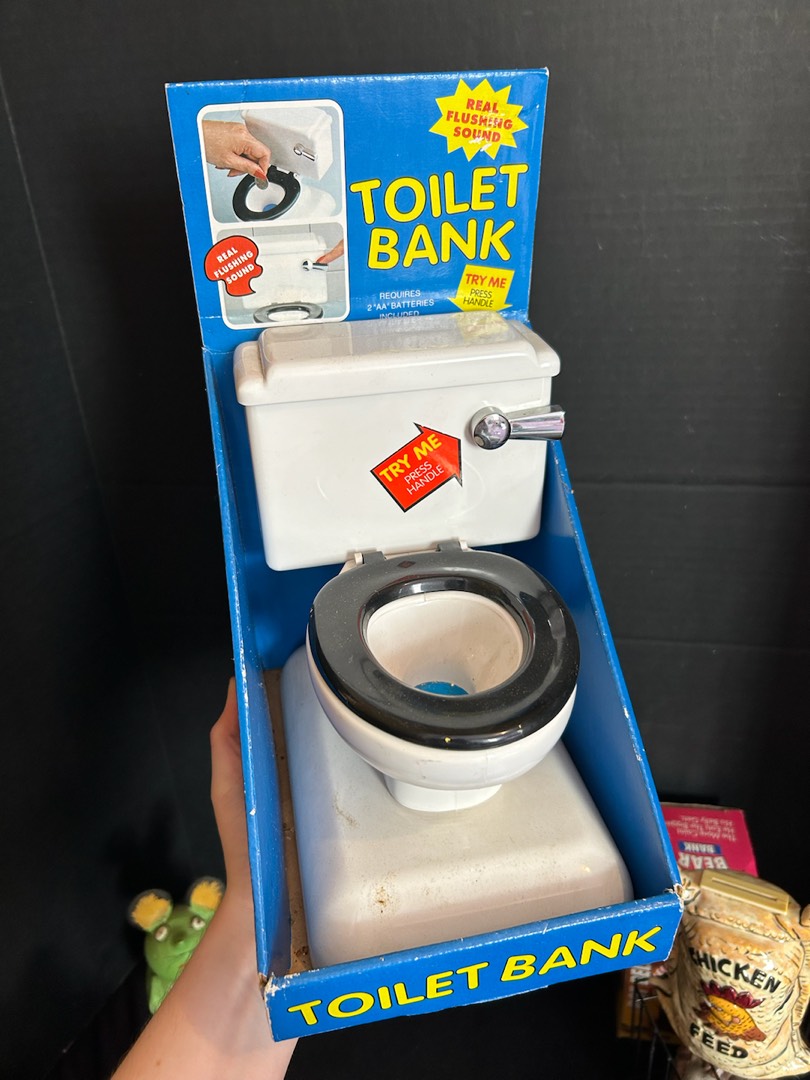 REAL
FLUSHING
SOUND
TOILET
BANK
REAL
FLUSHING
SOUND
TRY ME
PRESS
HANDLE
REQUIRES
2 "AA" BATTERIES
INCLUDED
TRY ME
PRESS
HANDLE
TOILET BANK
BEAR
BANK
CHICKEN
FEED